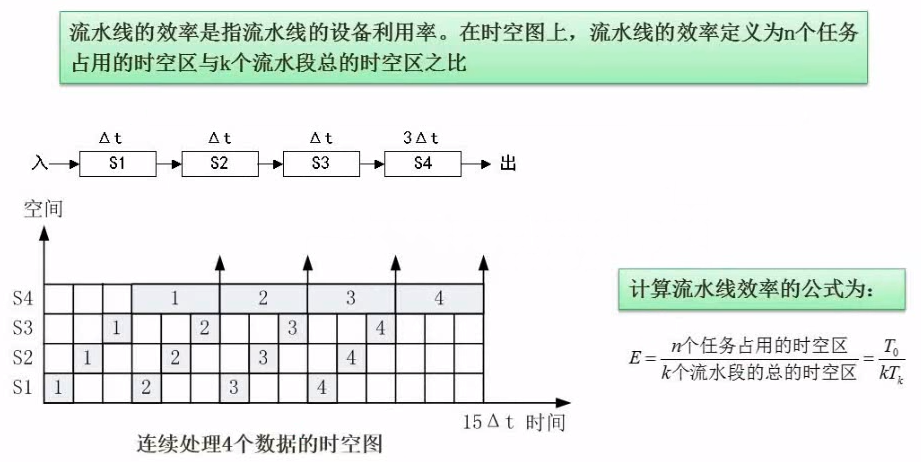 流水线的效率是指流水线的设备利用率。在时空图上，流水线的效率定义为n个任务
占用的时空区与k个流水段总的时空区之比
Δt Δt Δt 3Δt
入 S1 S2 S3 S4 出
空间
S4 1 2 3 4
S3 1 2 3 4
S2 1 2 3 4
S1 1 2 3 4
15Δt 时间
连续处理4个数据的时空图
计算流水线效率的公式为：
E = n个任务占用的时空区 / k个流水段的总的时空区 = T₀ / kTₖ